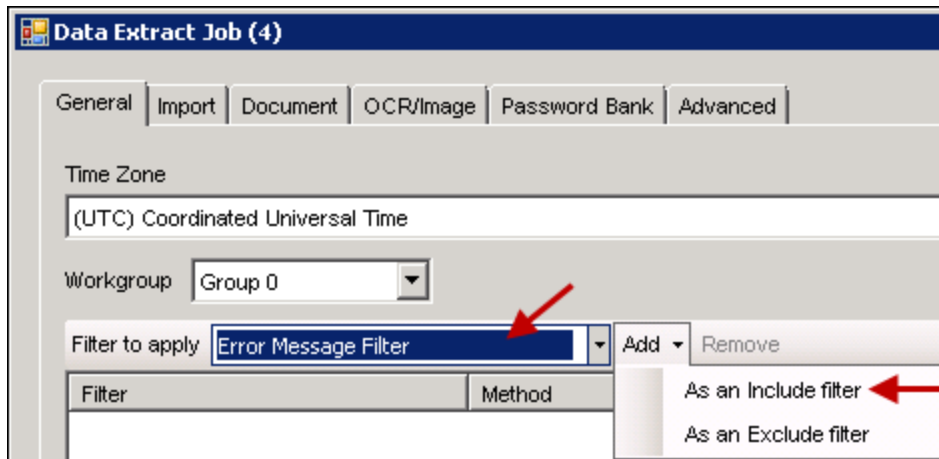 Data Extract Job (4)
General Import Document OCR/Image Password Bank Advanced
Time Zone
(UTC) Coordinated Universal Time
Workgroup Group 0
Filter to apply Error Message Filter Add Remove
Filter Method As an Include filter
As an Exclude filter